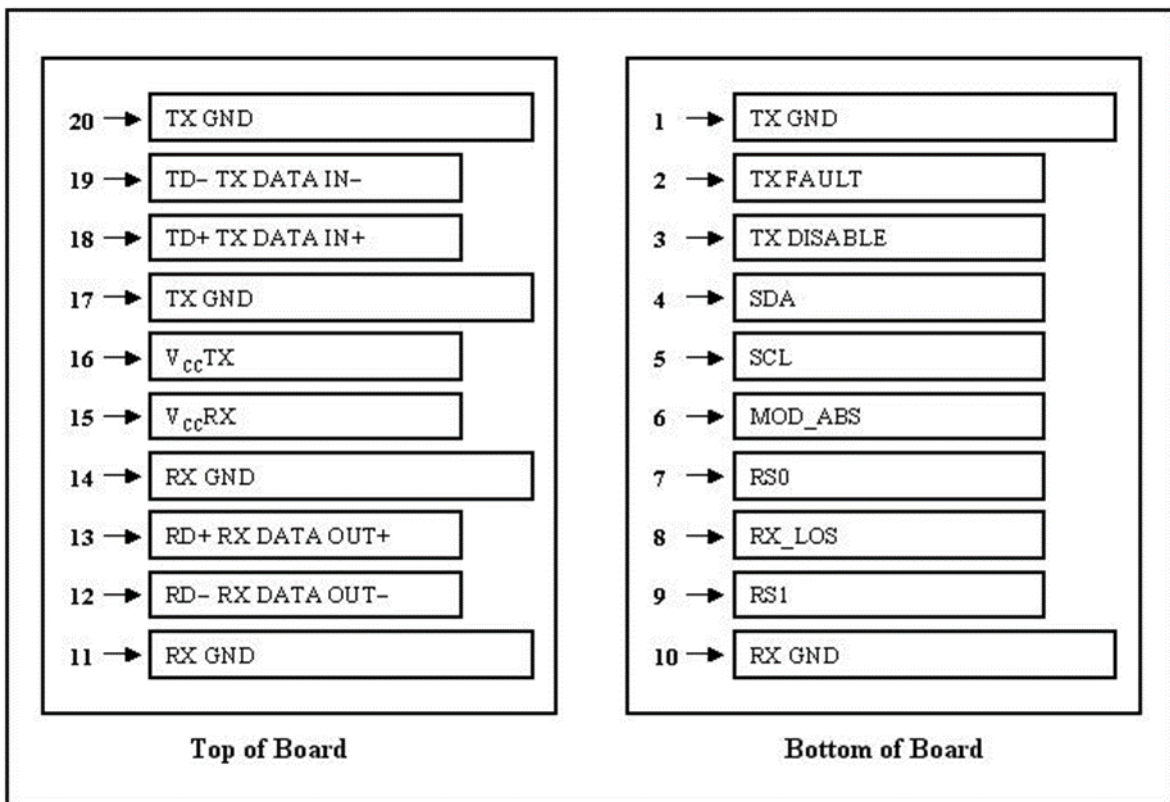 20 TX GND
19 TD− TX DATA IN−
18 TD+ TX DATA IN+
17 TX GND
16 VCCTX
15 VCCRX
14 RX GND
13 RD+ RX DATA OUT+
12 RD− RX DATA OUT−
11 RX GND
Top of Board
1 TX GND
2 TX FAULT
3 TX DISABLE
4 SDA
5 SCL
6 MOD_ABS
7 RS0
8 RX_LOS
9 RS1
10 RX GND
Bottom of Board